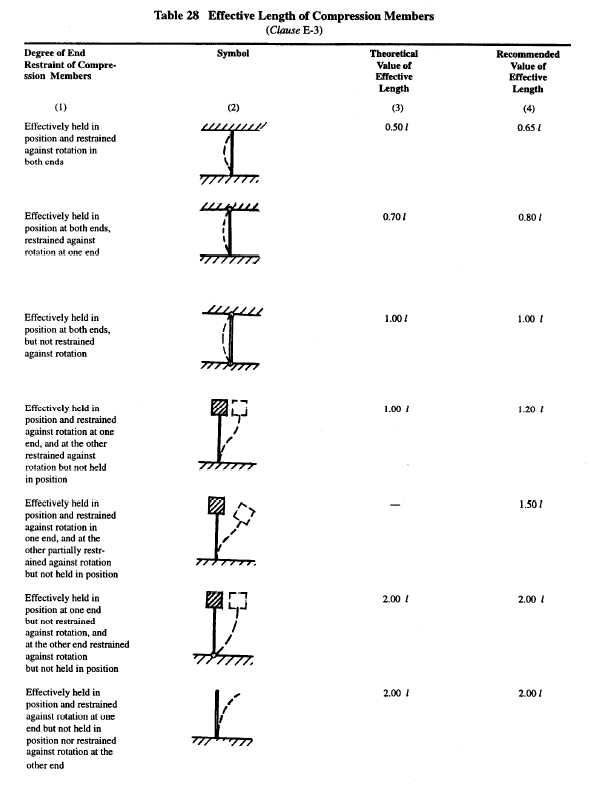 Table 28 Effective Length of Compression Members
(Clause E-3)
Degree of End
Restraint of Compre-
ssion Members
Symbol
Theoretical
Value of
Effective
Length
Recommended
Value of
Effective
Length
(1)
(2)
(3)
(4)
Effectively held in
position and restrained
against rotation in
both ends
0.50 l
0.65 l
Effectively held in
position at both ends,
restrained against
rotation at one end
0.70 l
0.80 l
Effectively held in
position at both ends,
but not restrained
against rotation
1.00 l
1.00 l
Effectively held in
position and restrained
against rotation at one
end, and at the other
restrained against
rotation but not held
in position
1.00 l
1.20 l
Effectively held in
position and restrained
against rotation in
one end, and at the
other partially restr-
ained against rotation
but not held in position
—
1.50 l
Effectively held in
position at one end
but not restrained
against rotation, and
at the other end restrained
against rotation
but not held in position
2.00 l
2.00 l
Effectively held in
position and restrained
against rotation at one
end but not held in
position nor restrained
against rotation at the
other end
2.00 l
2.00 l